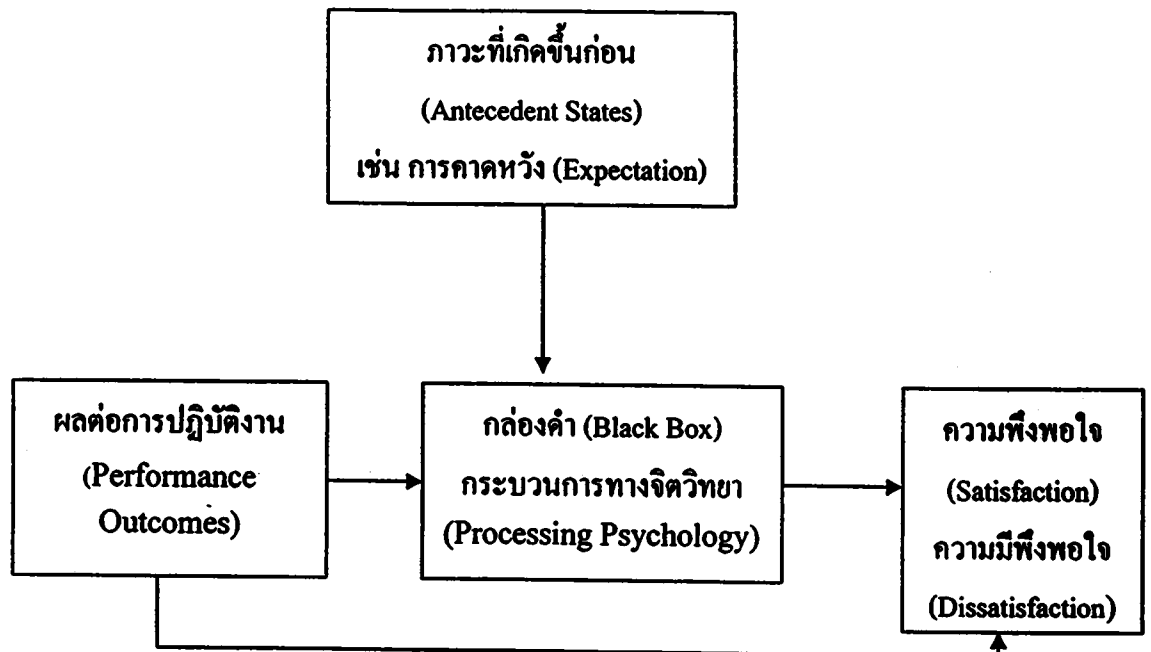 ภาวะที่เกิดขึ้นก่อน
(Antecedent States)
เช่น การคาดหวัง (Expectation)
ผลต่อการปฏิบัติงาน
(Performance
Outcomes)
กล่องคำ (Black Box)
กระบวนการทางจิตวิทยา
(Processing Psychology)
ความพึงพอใจ
(Satisfaction)
ความมีพึงพอใจ
(Dissatisfaction)